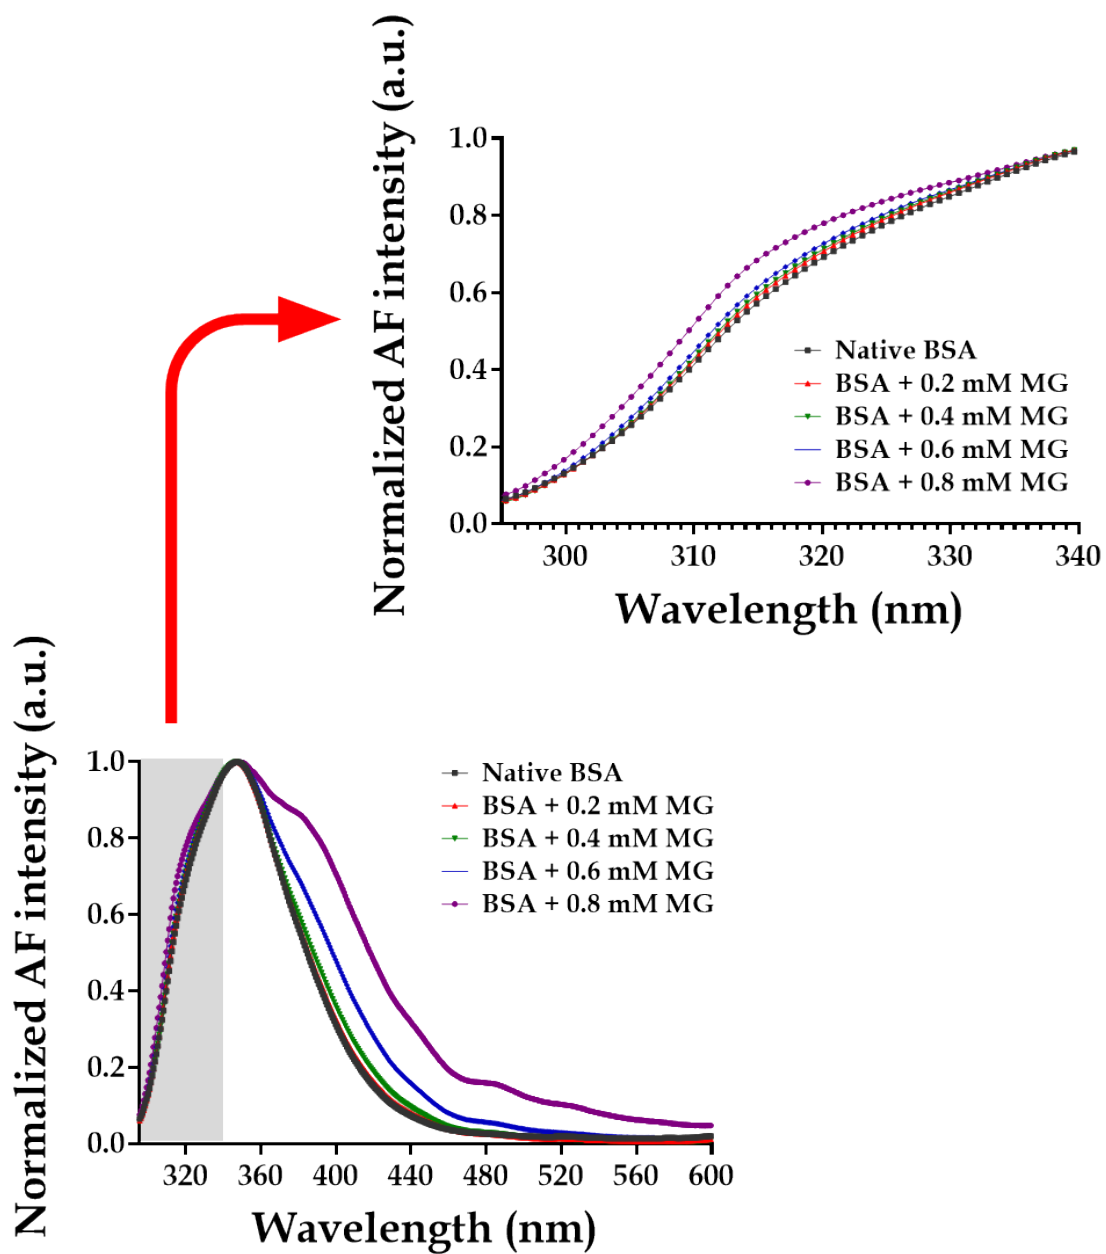 Normalized AF intensity (a.u.)
1.0
0.8
0.6
0.4
0.2
0.0
Native BSA
BSA + 0.2 mM MG
BSA + 0.4 mM MG
BSA + 0.6 mM MG
BSA + 0.8 mM MG
300 310 320 330 340
Wavelength (nm)
Normalized AF intensity (a.u.)
1.0
0.8
0.6
0.4
0.2
0.0
Native BSA
BSA + 0.2 mM MG
BSA + 0.4 mM MG
BSA + 0.6 mM MG
BSA + 0.8 mM MG
320 360 400 440 480 520 560 600
Wavelength (nm)